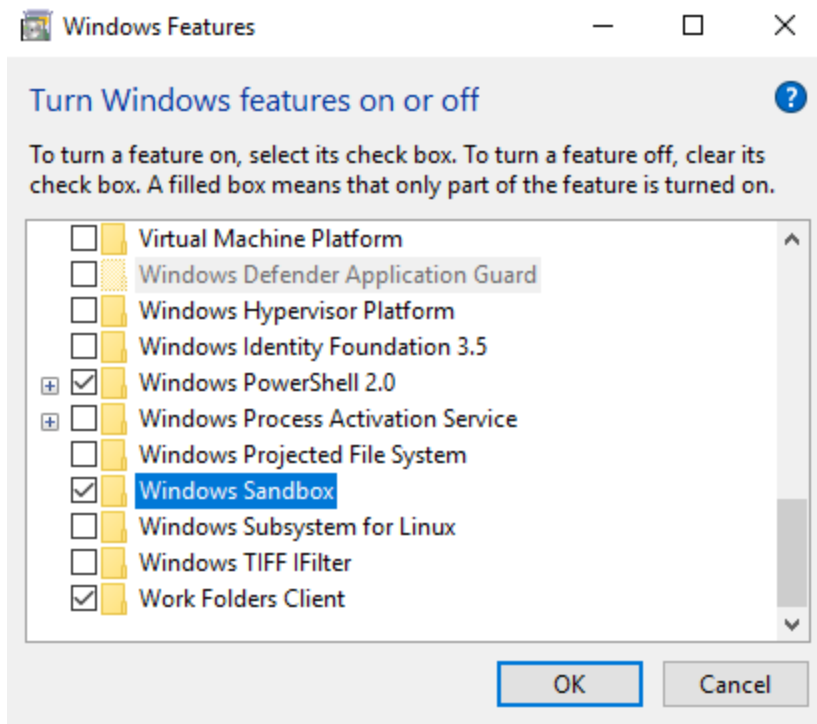 Windows Features
Turn Windows features on or off
?
To turn a feature on, select its check box. To turn a feature off, clear its
check box. A filled box means that only part of the feature is turned on.
Virtual Machine Platform
Windows Defender Application Guard
Windows Hypervisor Platform
Windows Identity Foundation 3.5
Windows PowerShell 2.0
Windows Process Activation Service
Windows Projected File System
Windows Sandbox
Windows Subsystem for Linux
Windows TIFF IFilter
Work Folders Client
OK Cancel